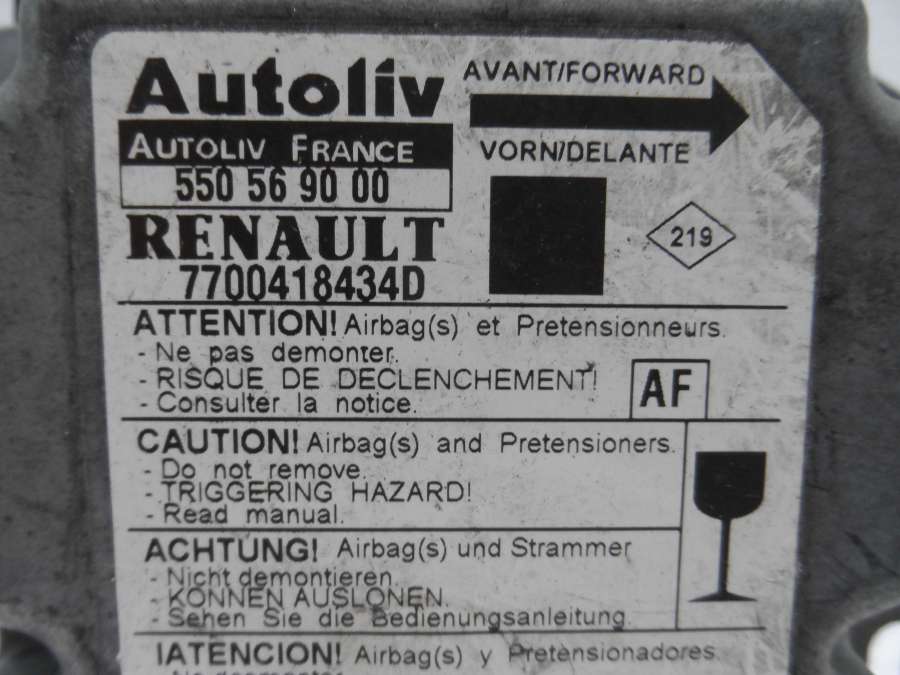 Autoliv
AVANT/FORWARD
AUTOLIV FRANCE
VORN/DELANTE
550 56 90 00
RENAULT
219
7700418434D
ATTENTION! Airbag(s) et Pretensionneurs.
- Ne pas demonter.
- RISQUE DE DECLENCHEMENT!
- Consulter la notice.
AF
CAUTION! Airbag(s) and Pretensioners.
- Do not remove.
- TRIGGERING HAZARD!
- Read manual.
ACHTUNG! Airbag(s) und Strammer
- Nicht demontieren.
- KONNEN AUSLONEN.
- Sehen Sie die Bedienungsanleitung.
IATENCION! Airbag(s) y Pretensionadores.
- No desmonter.